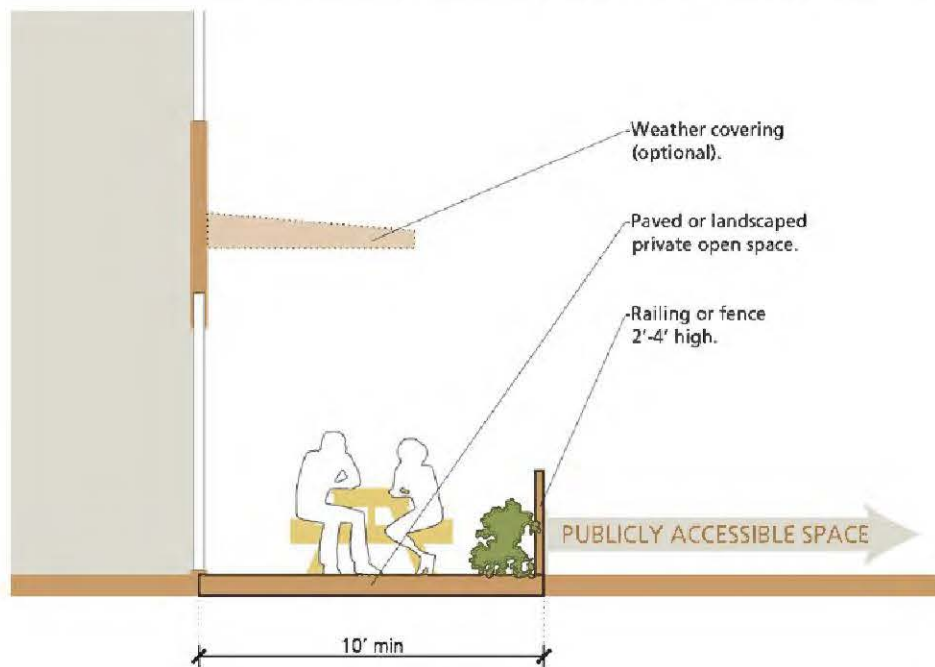 Weather covering
(optional).
Paved or landscaped
private open space.
Railing or fence
2'-4' high.
PUBLICLY ACCESSIBLE SPACE
10' min